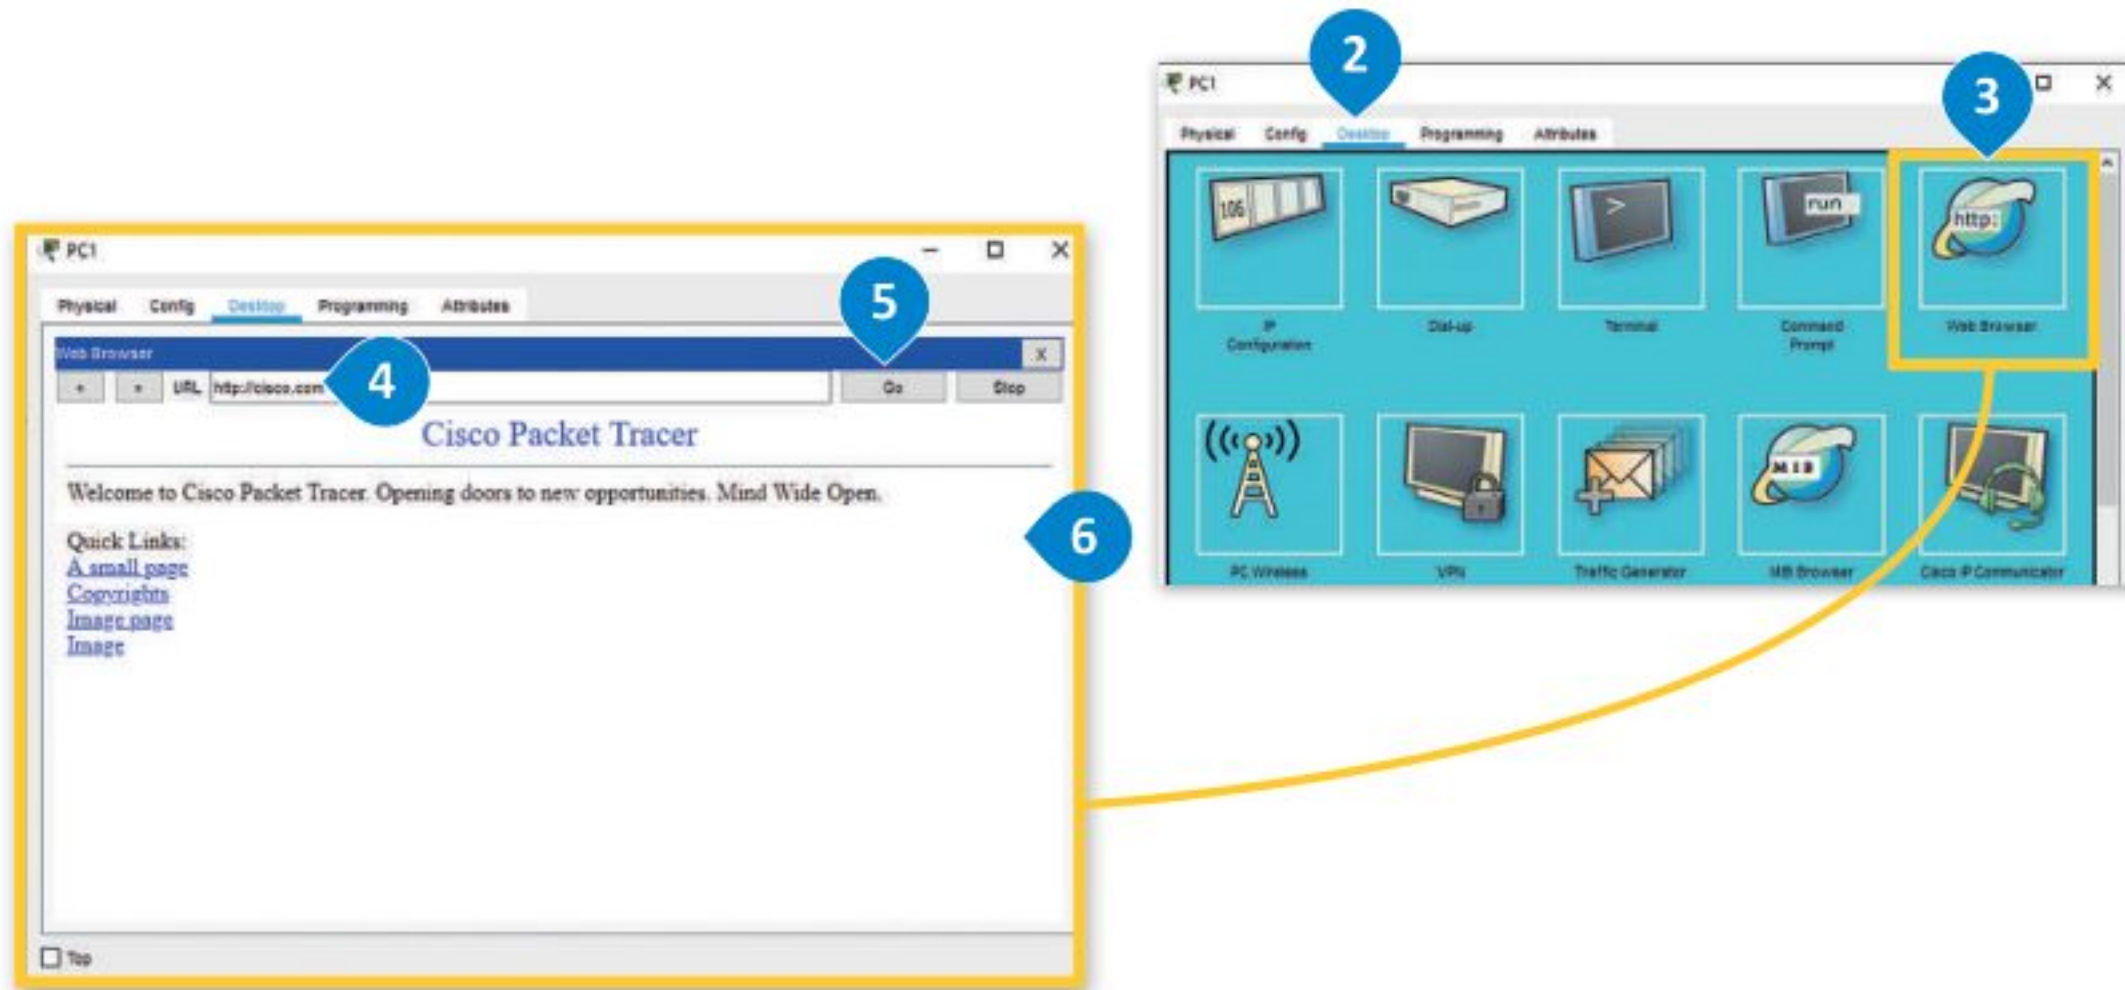 2
PC1
3
Physical Config Desktop Programming Attributes
106
>
run
http:
IP
Configuration
Dial-up
Terminal
Command
Prompt
Web Browser
MIB
PC Wireless
VPN
Traffic Generator
MIB Browser
Cisco IP Communicator
PC1
5
Physical Config Desktop Programming Attributes
Web Browser
X
< > URL http://cisco.com Go Stop
4
Cisco Packet Tracer
Welcome to Cisco Packet Tracer. Opening doors to new opportunities. Mind Wide Open.
6
Quick Links:
A small page
Copyrights
Image page
Image
Top